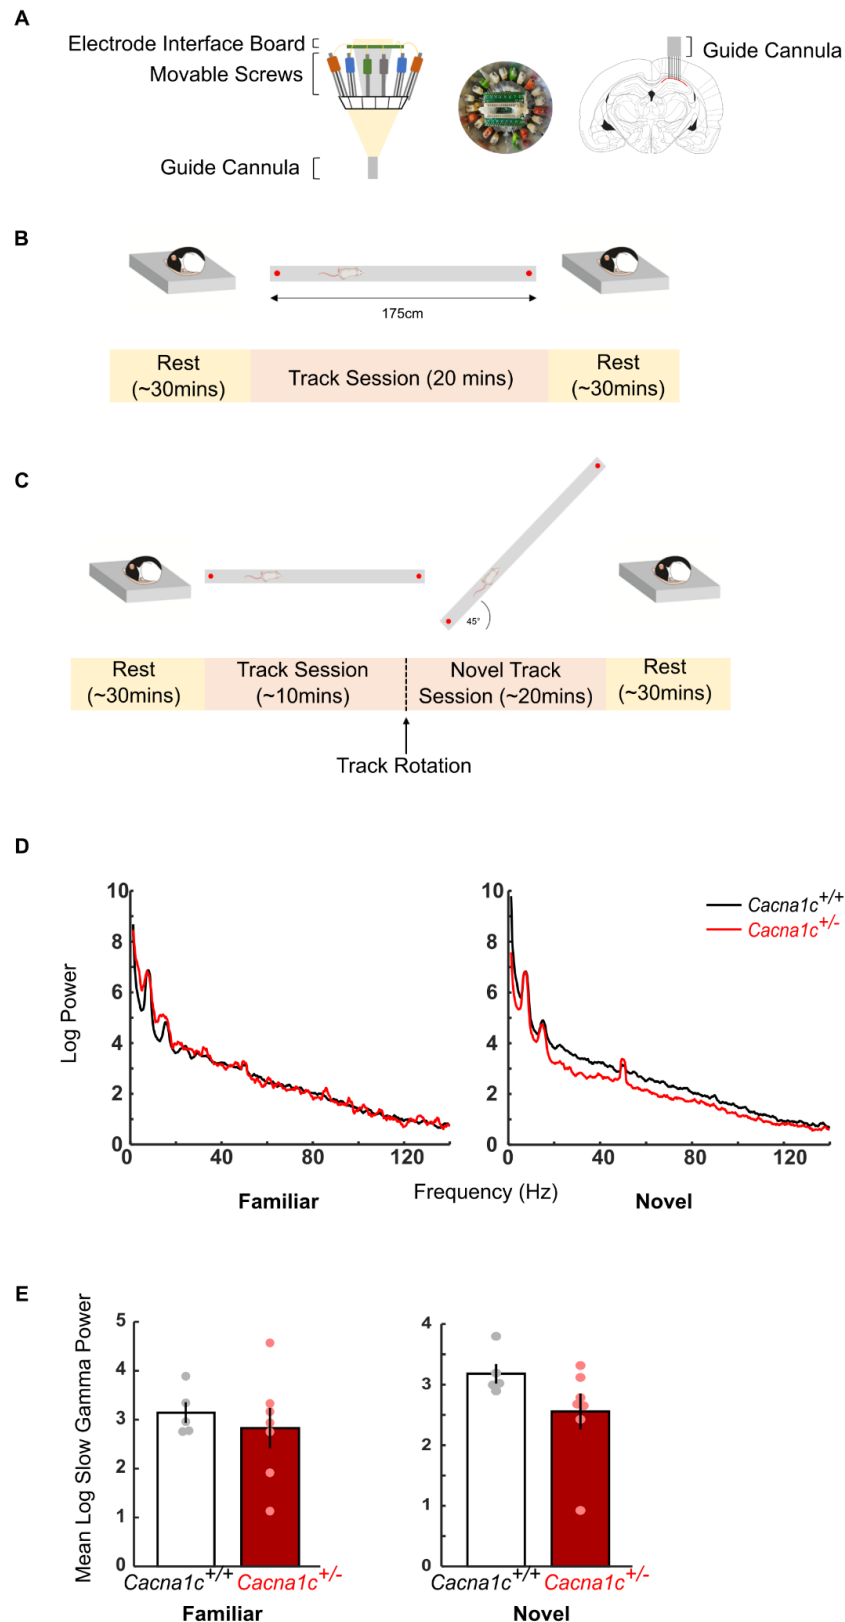 A
Electrode Interface Board
Movable Screws
Guide Cannula
Guide Cannula
B
175cm
Rest
(~30mins)
Track Session (20 mins)
Rest
(~30mins)
C
45°
Rest
(~30mins)
Track Session
(~10mins)
Novel Track
Session (~20mins)
Rest
(~30mins)
Track Rotation
D
Log Power
10
8
6
4
2
0
0
40
80
120
Familiar
10
8
6
4
2
0
0
40
80
120
Novel
Frequency (Hz)
Cacna1c+/+
Cacna1c+/-
E
Mean Log Slow Gamma Power
5
4
3
2
1
0
Cacna1c+/+
Cacna1c+/-
Familiar
4
3
2
1
0
Cacna1c+/+
Cacna1c+/-
Novel